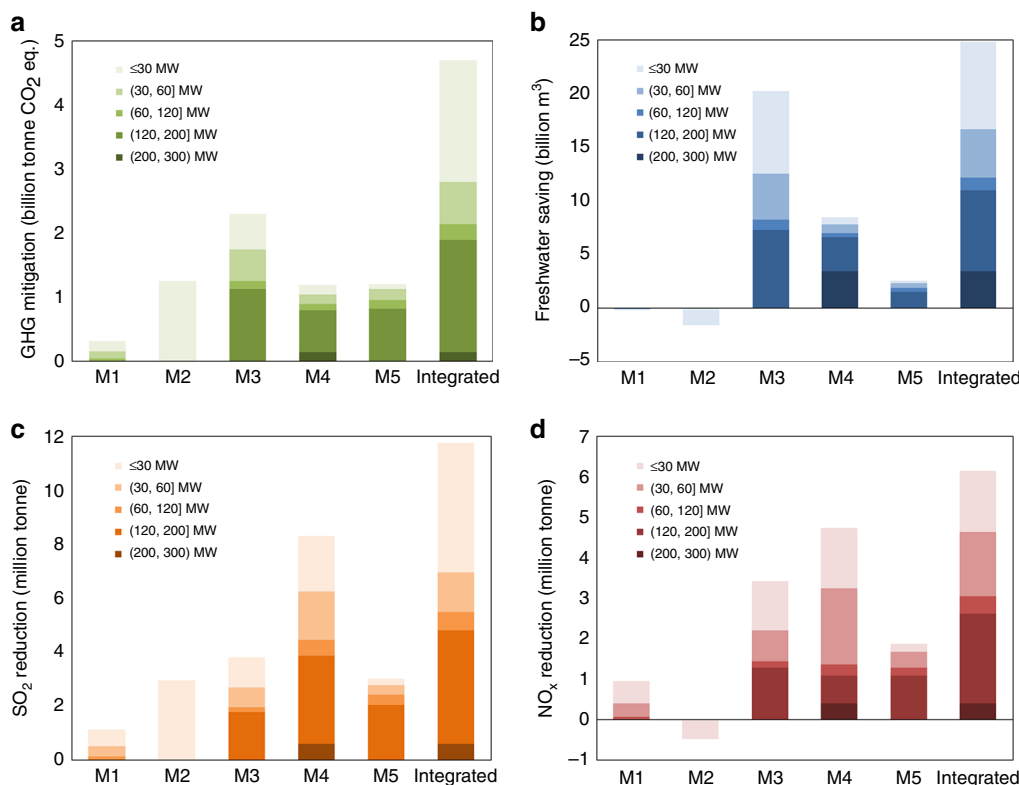 a
GHG mitigation (billion tonne CO₂ eq.)
5
4
3
2
1
0
≤30 MW
(30, 60] MW
(60, 120] MW
(120, 200] MW
(200, 300) MW
M1 M2 M3 M4 M5 Integrated
b
Freshwater saving (billion m³)
25
20
15
10
5
0
−5
≤30 MW
(30, 60] MW
(60, 120] MW
(120, 200] MW
(200, 300) MW
M1 M2 M3 M4 M5 Integrated
c
SO₂ reduction (million tonne)
12
10
8
6
4
2
0
≤30 MW
(30, 60] MW
(60, 120] MW
(120, 200] MW
(200, 300) MW
M1 M2 M3 M4 M5 Integrated
d
NOₓ reduction (million tonne)
7
6
5
4
3
2
1
0
−1
≤30 MW
(30, 60] MW
(60, 120] MW
(120, 200] MW
(200, 300) MW
M1 M2 M3 M4 M5 Integrated